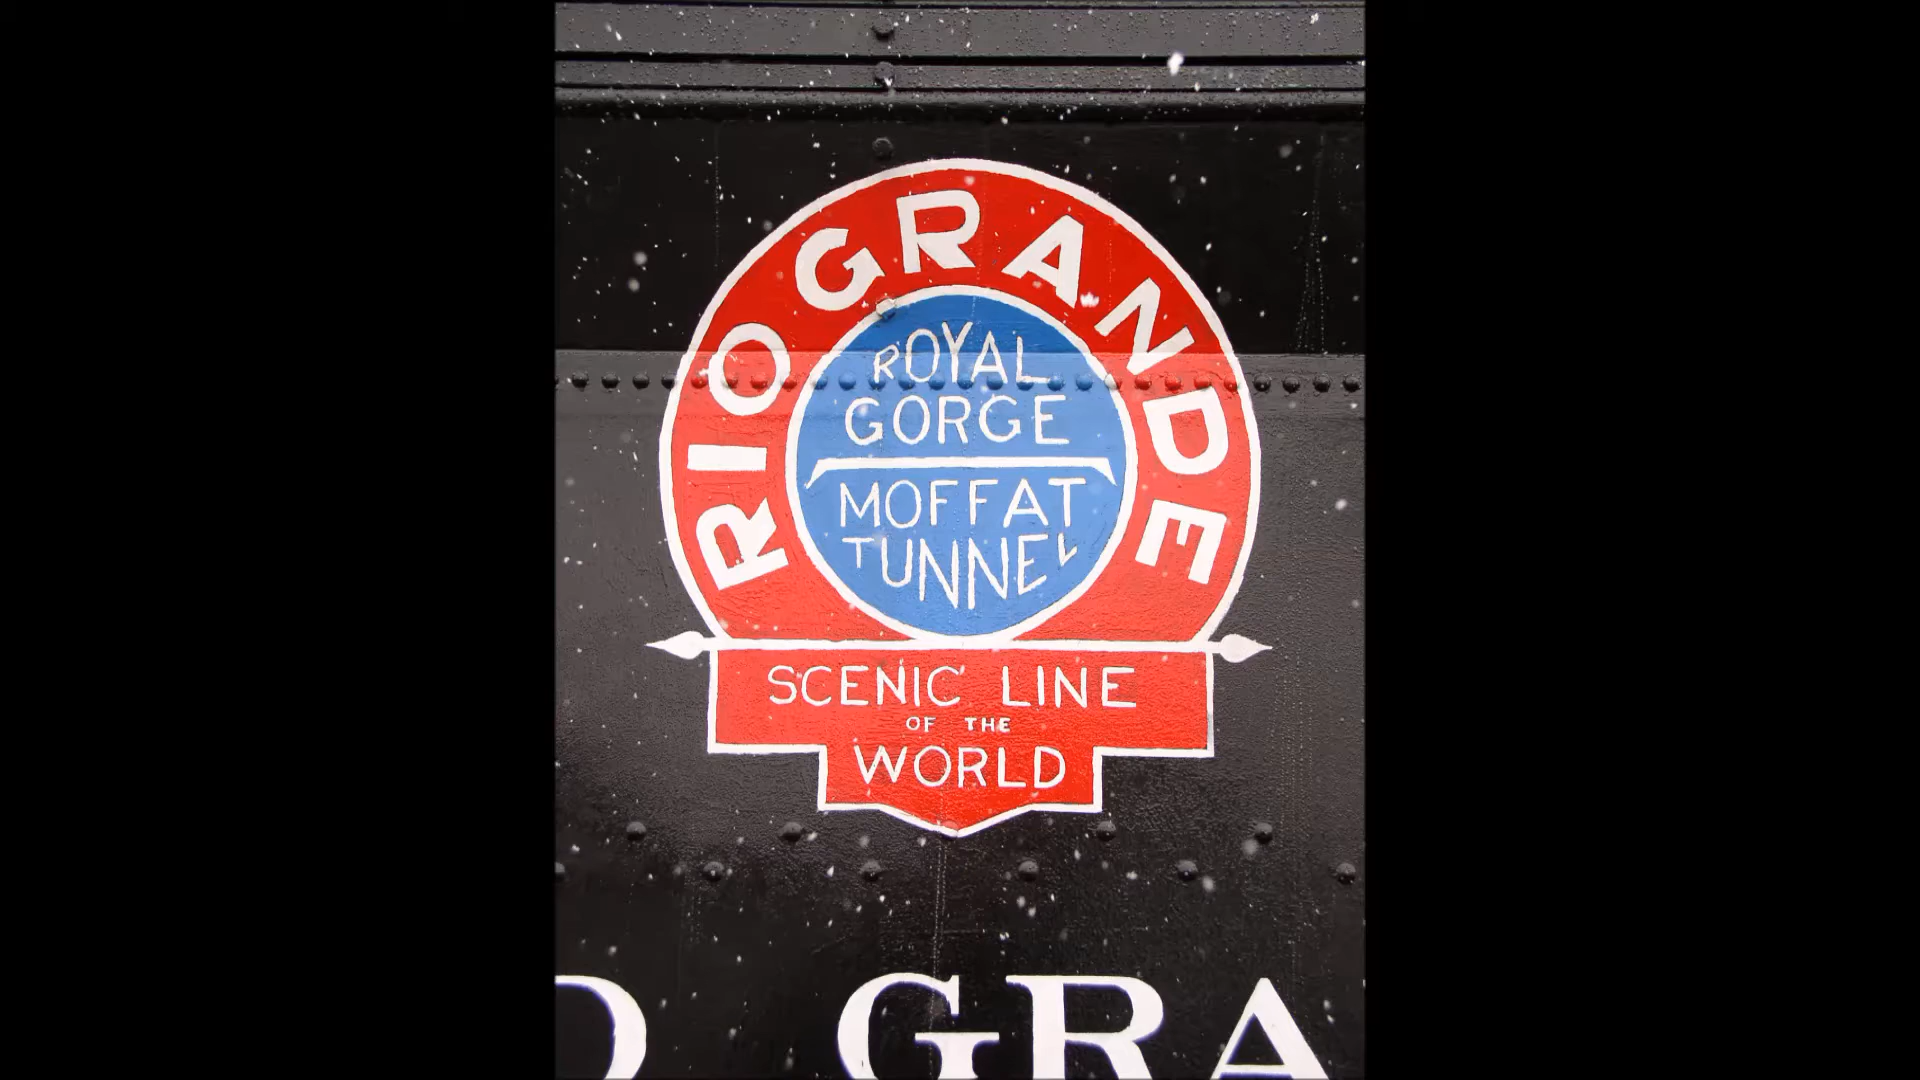 RIO GRANDE
ROYAL
GORGE
MOFFAT
TUNNEL
SCENIC LINE
OF THE
WORLD
O GRA